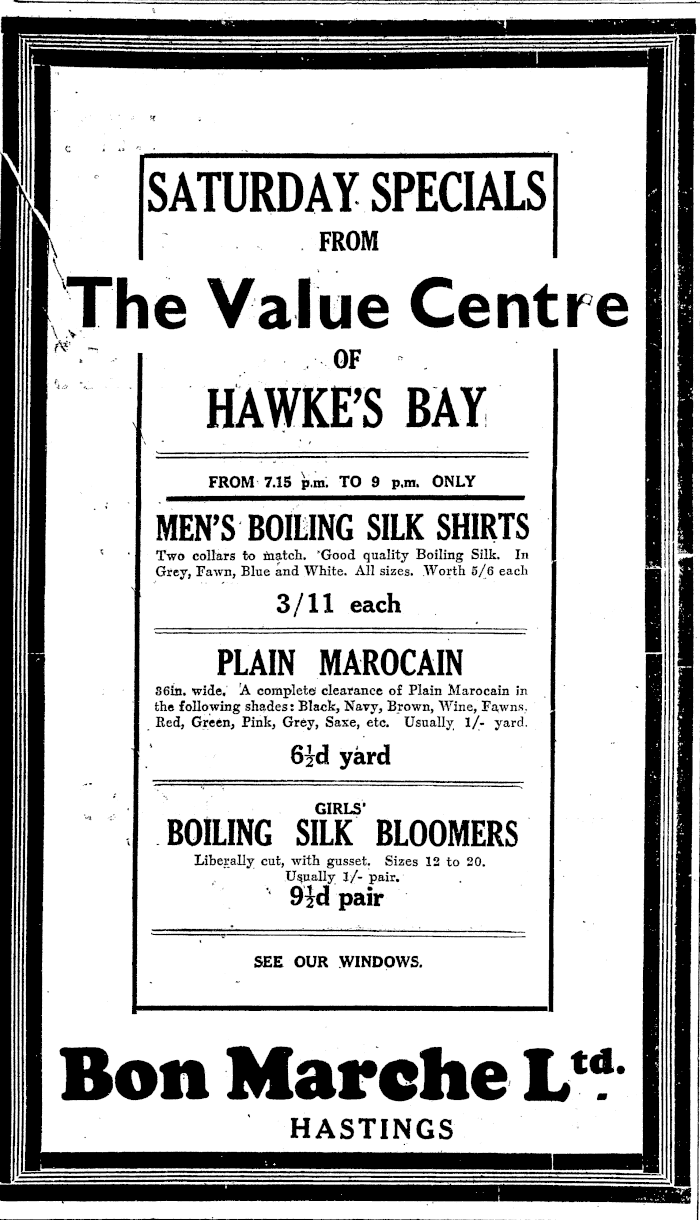 SATURDAY SPECIALS
FROM
The Value Centre
OF
HAWKE'S BAY
FROM 7.15 p.m. TO 9 p.m. ONLY
MEN'S BOILING SILK SHIRTS
Two collars to match. Good quality Boiling Silk. In
Grey, Fawn, Blue and White. All sizes. Worth 5/6 each
3/11 each
PLAIN MAROCAIN
36in. wide. A complete clearance of Plain Marocain in
the following shades: Black, Navy, Brown, Wine, Fawns,
Red, Green, Pink, Grey, Saxe, etc. Usually 1/- yard.
6½d yard
GIRLS'
BOILING SILK BLOOMERS
Liberally cut, with gusset. Sizes 12 to 20.
Usually 1/- pair.
9½d pair
SEE OUR WINDOWS.
Bon Marche Ltd.
HASTINGS